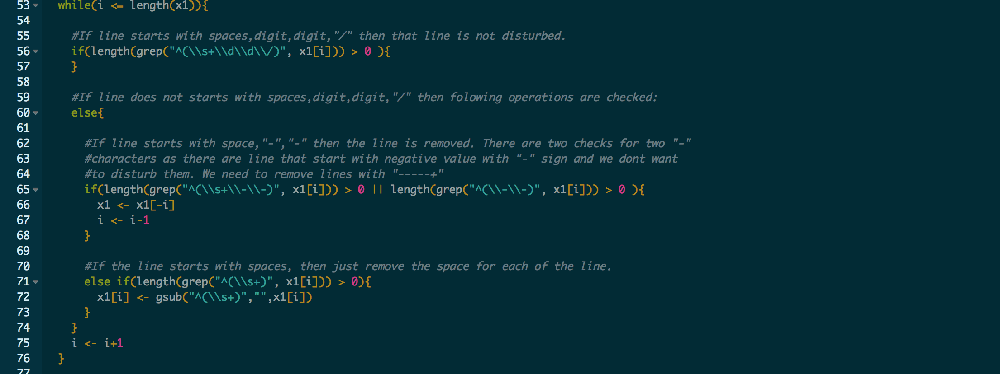 53 while(i <= length(x1)){
54
55 #If line starts with spaces,digit,digit,"/" then that line is not disturbed.
56 if(length(grep("^(\\s+\\d\\d\\/)", x1[i])) > 0 ){
57 }
58
59 #If line does not starts with spaces,digit,digit,"/" then folowing operations are checked:
60 else{
61
62 #If line starts with space,"-","-" then the line is removed. There are two checks for two "-"
63 #characters as there are line that start with negative value with "-" sign and we dont want
64 #to disturb them. We need to remove lines with "-----+"
65 if(length(grep("^(\\s+\\-\\-)", x1[i])) > 0 || length(grep("^(\\-\\-)", x1[i])) > 0 ){
66 x1 <- x1[-i]
67 i <- i-1
68 }
69
70 #If the line starts with spaces, then just remove the space for each of the line.
71 else if(length(grep("^(\\s+)", x1[i])) > 0){
72 x1[i] <- gsub("^(\\s+)","",x1[i])
73 }
74 }
75 i <- i+1
76 }
77